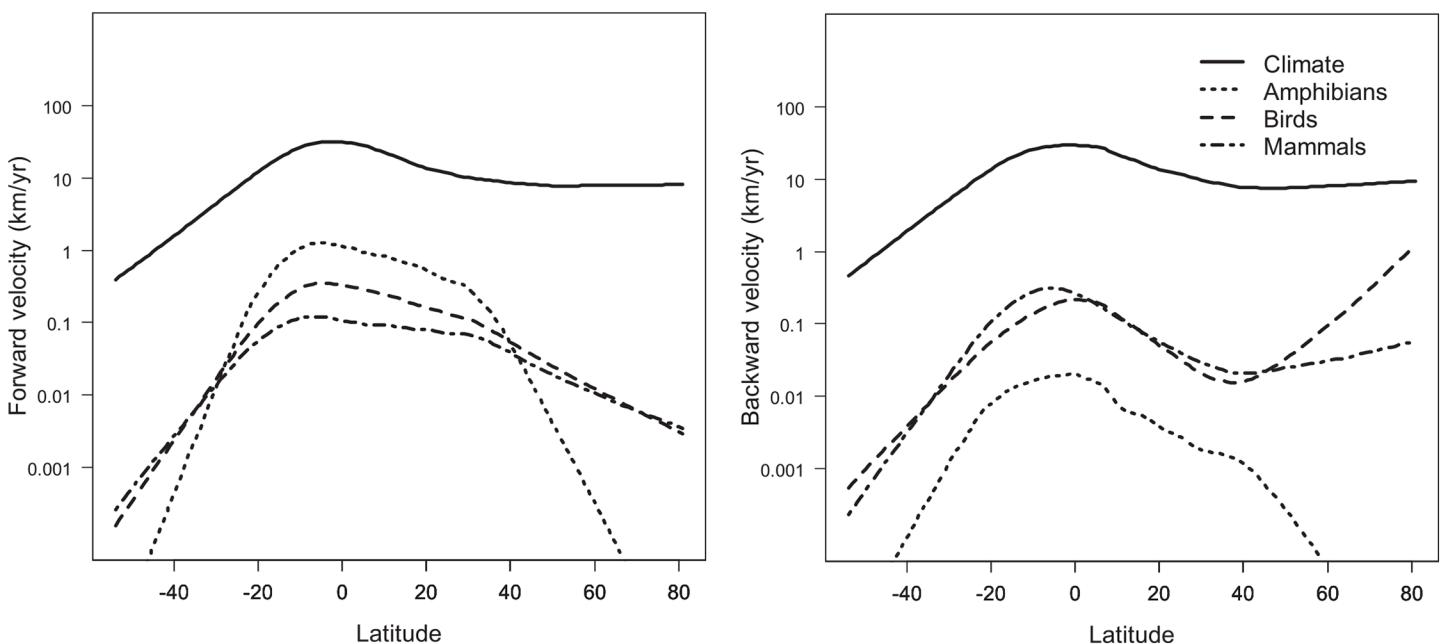 Forward velocity (km/yr)
100
10
1
0.1
0.01
0.001
-40 -20 0 20 40 60 80
Latitude
Backward velocity (km/yr)
100
10
1
0.1
0.01
0.001
-40 -20 0 20 40 60 80
Latitude
Climate
Amphibians
Birds
Mammals